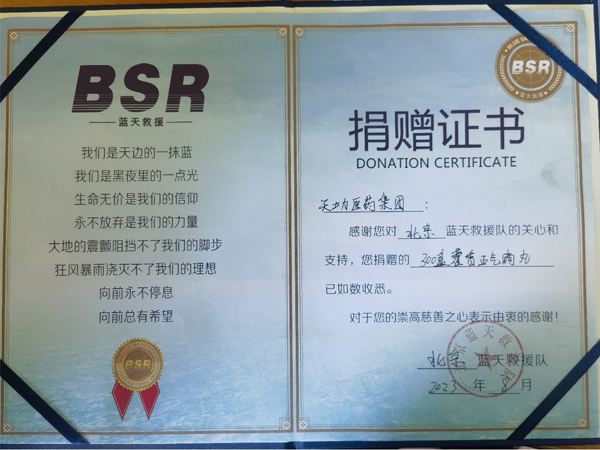 BSR
蓝天救援
我们是天边的一抹蓝
我们是黑夜里的一点光
生命无价是我们的信仰
永不放弃是我们的力量
大地的震颤阻挡不了我们的脚步
狂风暴雨浇灭不了我们的理想
向前永不停息
向前总有希望
BSR
BSR
蓝天救援
捐赠证书
DONATION CERTIFICATE
天士力医药集团：
感谢您对 北京 蓝天救援队的关心和
支持，您捐赠的 300盒藿香正气滴丸
已如数收悉。
对于您的崇高慈善之心表示由衷的感谢！
北京 蓝天救援队
2023 年 8 月